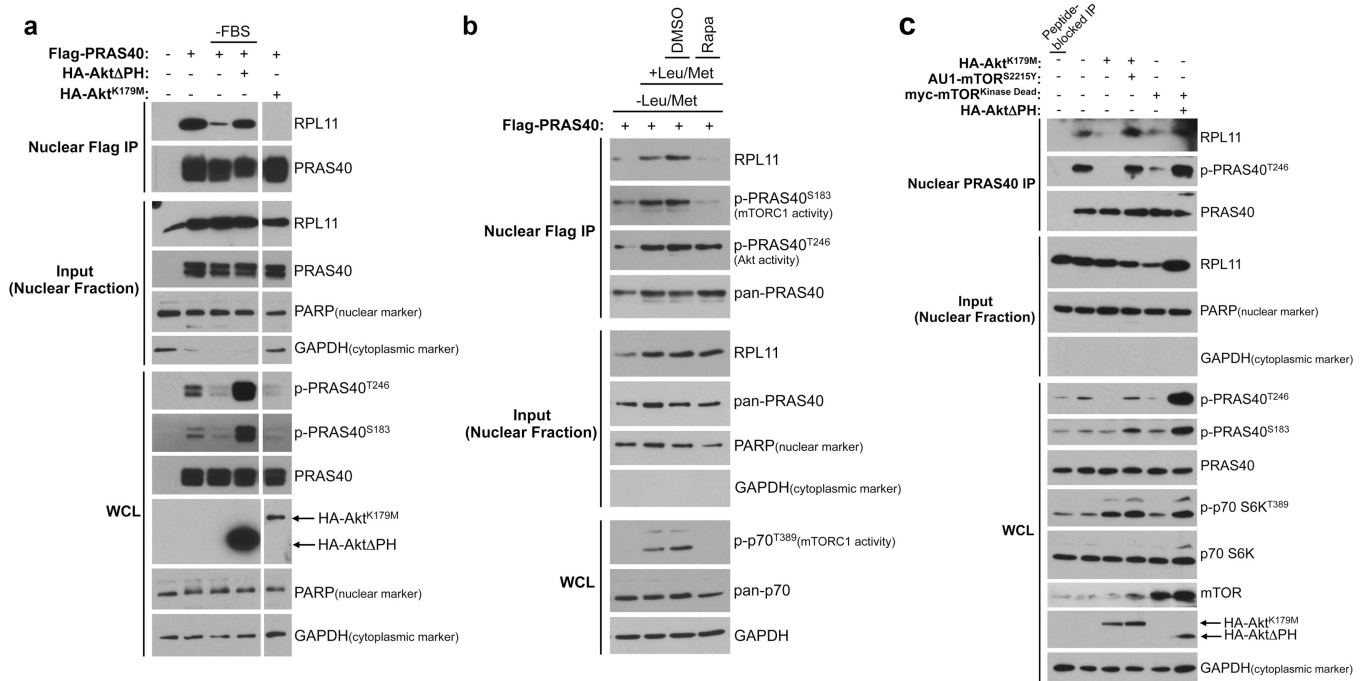 a
-FBS
Flag-PRAS40: - + + + +
HA-AktΔPH: - - - + -
HA-AktK179M: - - - - +
Nuclear Flag IP
RPL11
PRAS40
Input
(Nuclear Fraction)
RPL11
PRAS40
PARP(nuclear marker)
GAPDH(cytoplasmic marker)
WCL
p-PRAS40T246
p-PRAS40S183
PRAS40
HA-AktK179M
HA-AktΔPH
PARP(nuclear marker)
GAPDH(cytoplasmic marker)
b
DMSO
Rapa
+Leu/Met
-Leu/Met
Flag-PRAS40: + + + +
Nuclear Flag IP
RPL11
p-PRAS40S183
(mTORC1 activity)
p-PRAS40T246
(Akt activity)
pan-PRAS40
Input
(Nuclear Fraction)
RPL11
pan-PRAS40
PARP(nuclear marker)
GAPDH(cytoplasmic marker)
WCL
p-p70T389(mTORC1 activity)
pan-p70
GAPDH
c
Peptide-
blocked IP
HA-AktK179M: - - + + - -
AU1-mTORS2215Y: - - - + - -
myc-mTORKinase Dead: - - - - + +
HA-AktΔPH: - - - - - +
Nuclear PRAS40 IP
RPL11
p-PRAS40T246
PRAS40
Input
(Nuclear Fraction)
RPL11
PARP(nuclear marker)
GAPDH(cytoplasmic marker)
WCL
p-PRAS40T246
p-PRAS40S183
PRAS40
p-p70 S6KT389
p70 S6K
mTOR
HA-AktK179M
HA-AktΔPH
GAPDH(cytoplasmic marker)